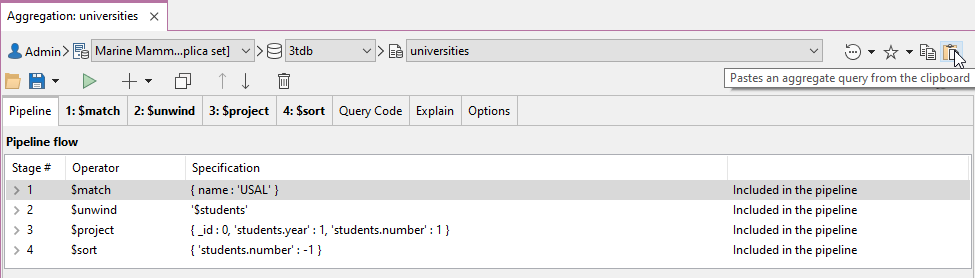 Aggregation: universities
Admin Marine Mamm...plica set] 3tdb universities
Pastes an aggregate query from the clipboard
Pipeline 1: $match 2: $unwind 3: $project 4: $sort Query Code Explain Options
Pipeline flow
Stage # Operator Specification
1 $match { name : 'USAL' } Included in the pipeline
2 $unwind '$students' Included in the pipeline
3 $project { _id : 0, 'students.year' : 1, 'students.number' : 1 } Included in the pipeline
4 $sort { 'students.number' : -1 } Included in the pipeline